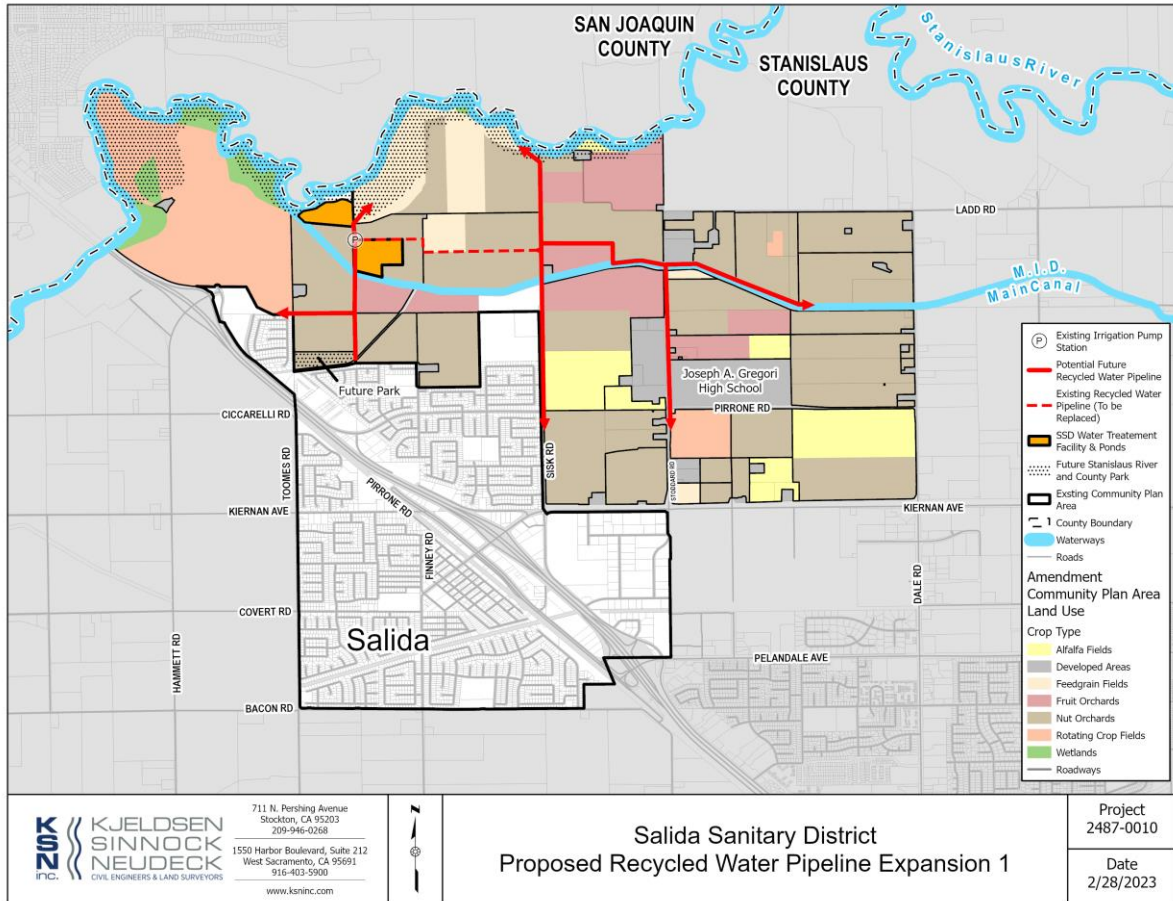 SAN JOAQUIN
COUNTY
STANISLAUS
COUNTY
Stanislaus River
LADD RD
M.I.D.
Main Canal
P
Future Park
Joseph A. Gregori
High School
PIRRONE RD
CICCARELLI RD
TOOMES RD
PIRRONE RD
SISK RD
STODDARD RD
KIERNAN AVE
KIERNAN AVE
FINNEY RD
DALE RD
COVERT RD
Salida
HAMMETT RD
PELANDALE AVE
BACON RD
P Existing Irrigation Pump
Station
Potential Future
Recycled Water Pipeline
Existing Recycled Water
Pipeline (To be
Replaced)
SSD Water Treatement
Facility & Ponds
Future Stanislaus River
and County Park
Existing Community Plan
Area
County Boundary
Waterways
Roads
Amendment
Community Plan Area
Land Use
Crop Type
Alfalfa Fields
Developed Areas
Feedgrain Fields
Fruit Orchards
Nut Orchards
Rotating Crop Fields
Wetlands
Roadways
KSN
inc.
KJELDSEN
SINNOCK
NEUDECK
CIVIL ENGINEERS & LAND SURVEYORS
711 N. Pershing Avenue
Stockton, CA 95203
209-946-0268
1550 Harbor Boulevard, Suite 212
West Sacramento, CA 95691
916-403-5900
www.ksninc.com
Salida Sanitary District
Proposed Recycled Water Pipeline Expansion 1
Project
2487-0010
Date
2/28/2023